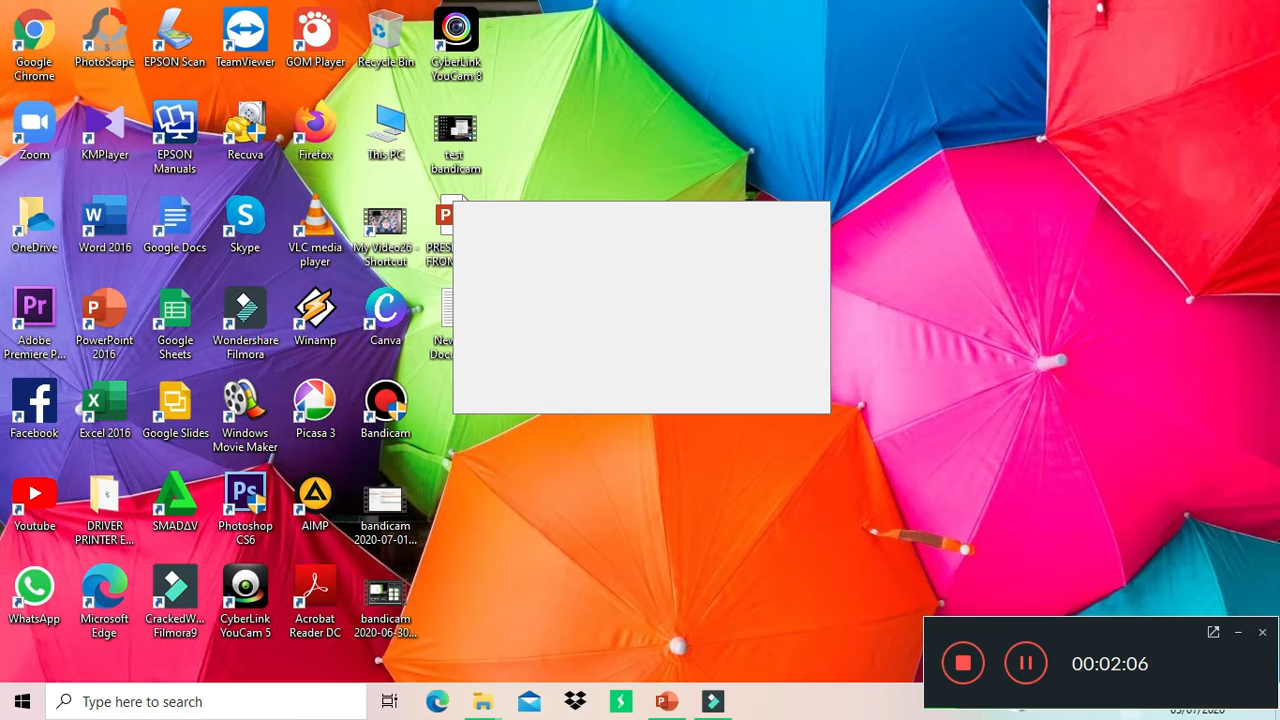 Google
Chrome
PhotoScape
EPSON Scan
TeamViewer
GOM Player
Recycle Bin
CyberLink
YouCam 8
Zoom
KMPlayer
EPSON
Manuals
Recuva
Firefox
This PC
test
bandicam
OneDrive
Word 2016
Google Docs
Skype
VLC media
player
My Video26 -
Shortcut
Adobe
Premiere P...
PowerPoint
2016
Google
Sheets
Wondershare
Filmora
Winamp
Canva
Facebook
Excel 2016
Google Slides
Windows
Movie Maker
Picasa 3
Bandicam
Youtube
DRIVER
PRINTER E...
SMADΔV
Photoshop
CS6
AIMP
bandicam
2020-07-01...
WhatsApp
Microsoft
Edge
CrackedW...
Filmora9
CyberLink
YouCam 5
Acrobat
Reader DC
bandicam
2020-06-30...
00:02:06
Type here to search